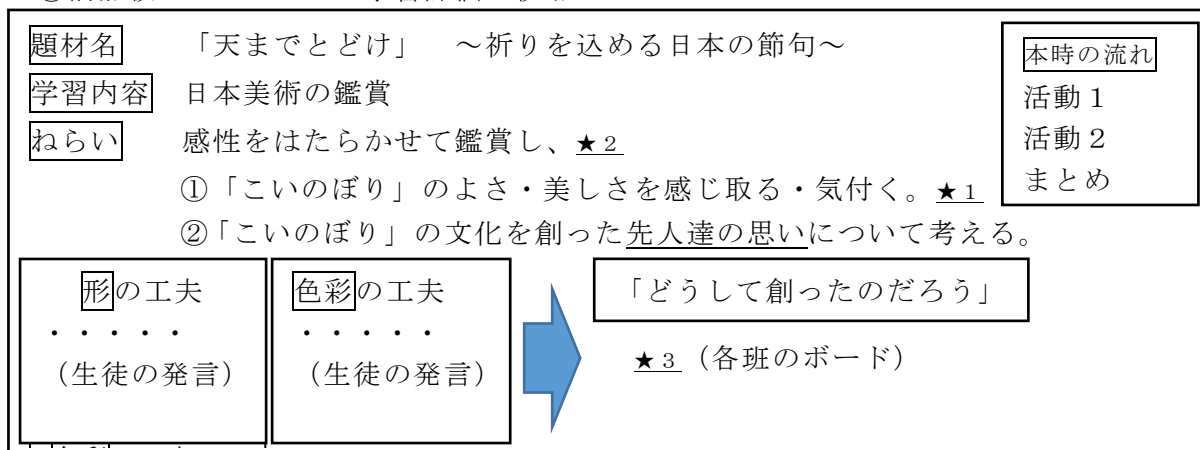 題材名 「天までとどけ」 ~祈りを込める日本の節句~
学習内容 日本美術の鑑賞
ねらい 感性をはたらかせて鑑賞し、★2
①「こいのぼり」のよさ・美しさを感じ取る・気付く。★1
②「こいのぼり」の文化を創った先人達の思いについて考える。
本時の流れ
活動1
活動2
まとめ
形の工夫
・・・・・
(生徒の発言)
色彩の工夫
・・・・・
(生徒の発言)
「どうして創ったのだろう」
★3(各班のボード)